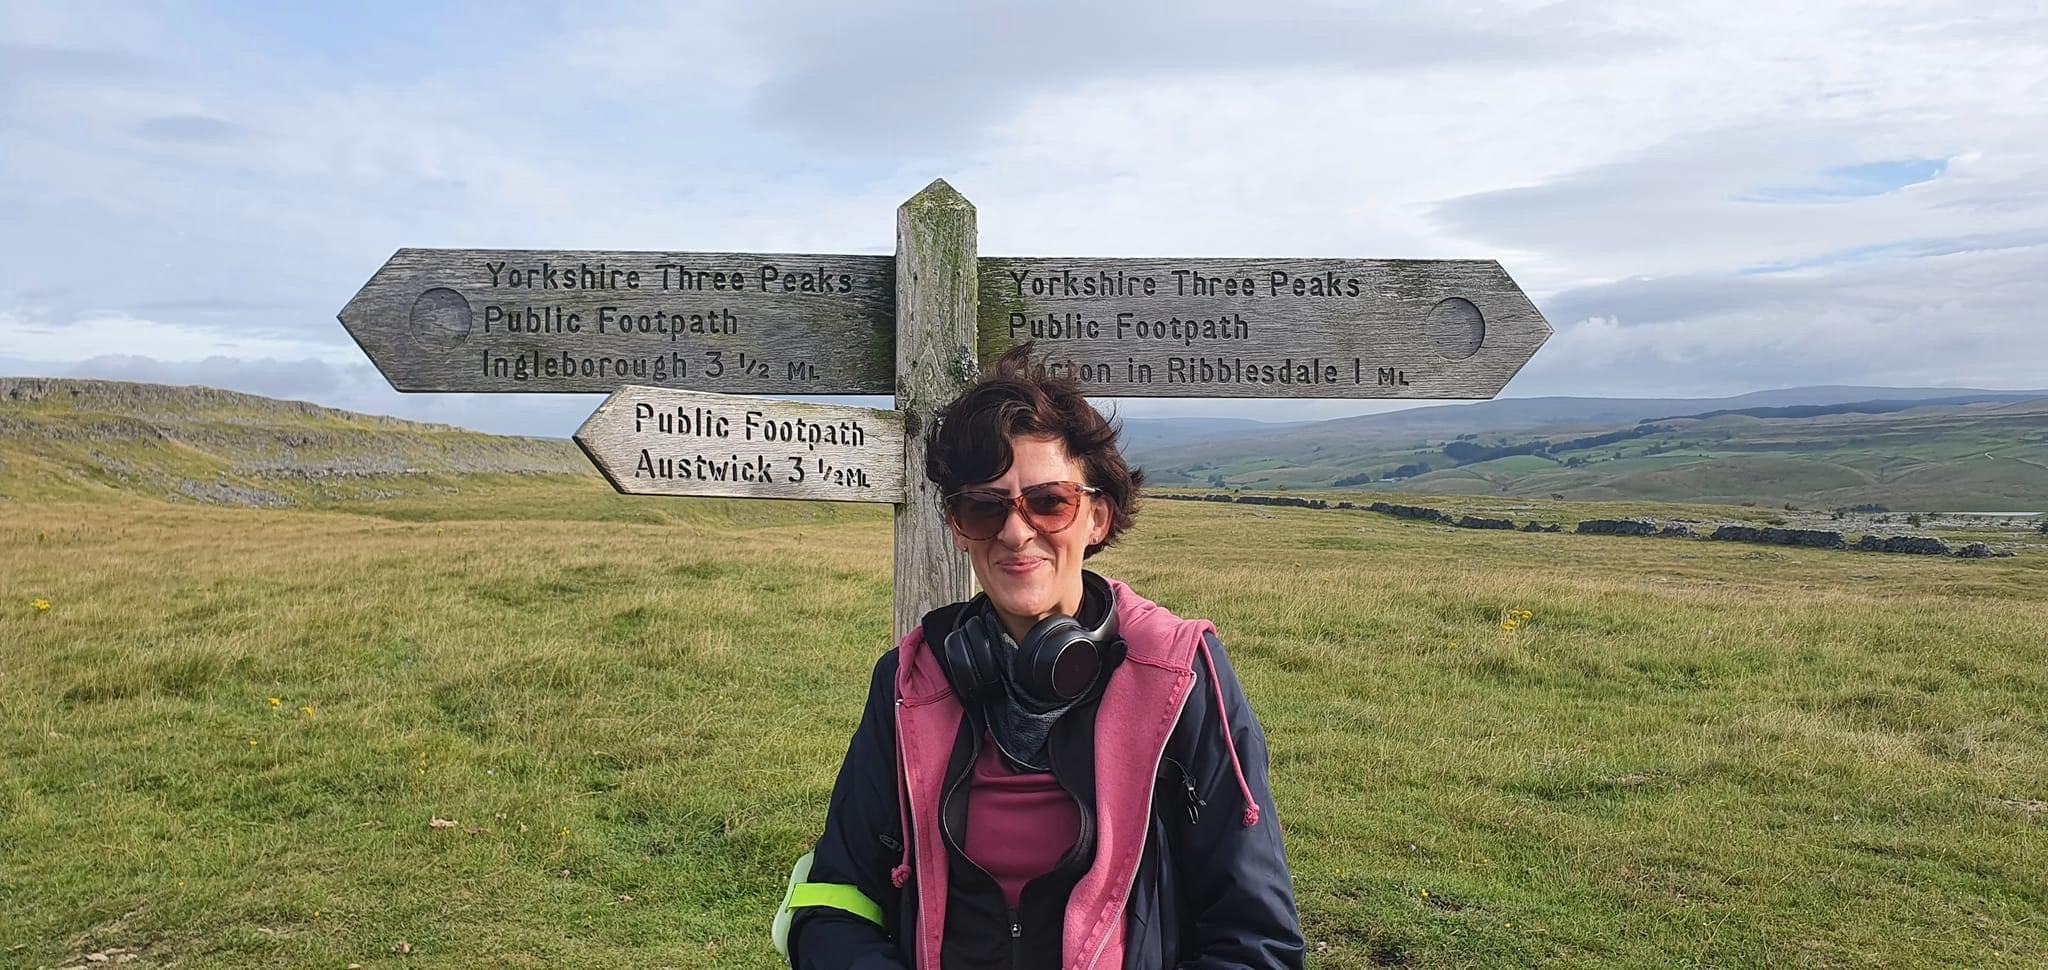 Yorkshire Three Peaks
Public Footpath
Ingleborough 3 1/2 ML
Public Footpath
Austwick 3 1/2 ML
Yorkshire Three Peaks
Public Footpath
in Ribblesdale 1 ML